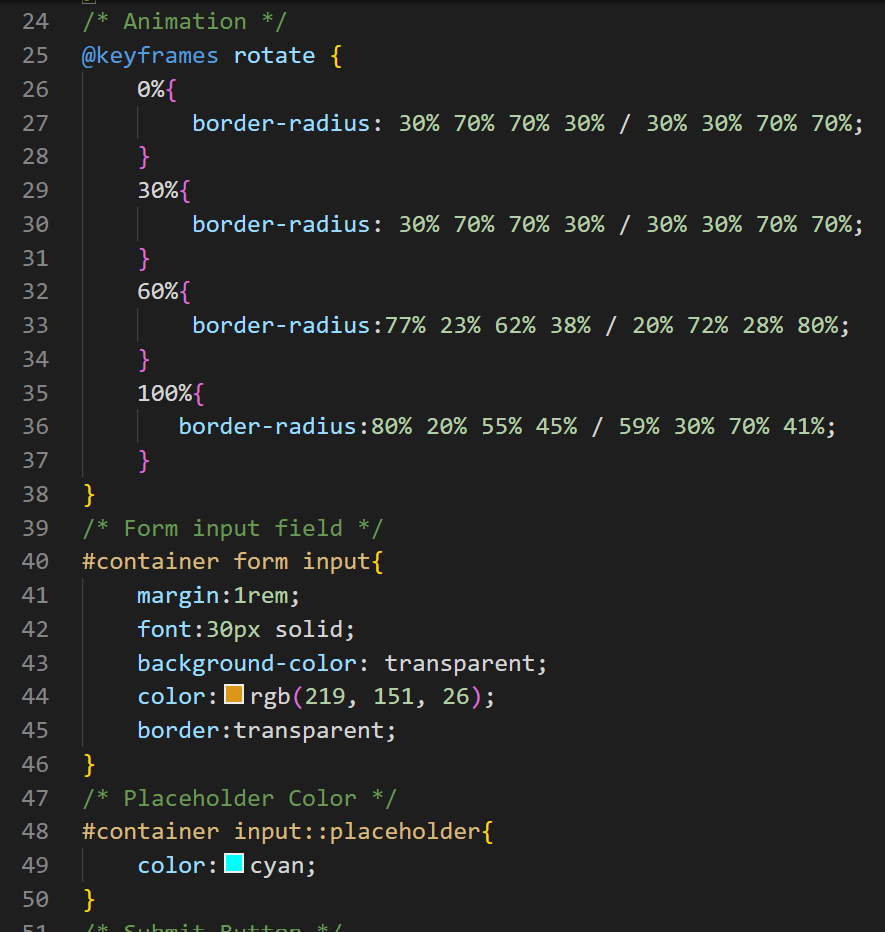 24 /* Animation */
25 @keyframes rotate {
26     0%{
27         border-radius: 30% 70% 70% 30% / 30% 30% 70% 70%;
28     }
29     30%{
30         border-radius: 30% 70% 70% 30% / 30% 30% 70% 70%;
31     }
32     60%{
33         border-radius:77% 23% 62% 38% / 20% 72% 28% 80%;
34     }
35     100%{
36        border-radius:80% 20% 55% 45% / 59% 30% 70% 41%;
37     }
38 }
39 /* Form input field */
40 #container form input{
41     margin:1rem;
42     font:30px solid;
43     background-color: transparent;
44     color:rgb(219, 151, 26);
45     border:transparent;
46 }
47 /* Placeholder Color */
48 #container input::placeholder{
49     color:cyan;
50 }
51 /* Submit Button */